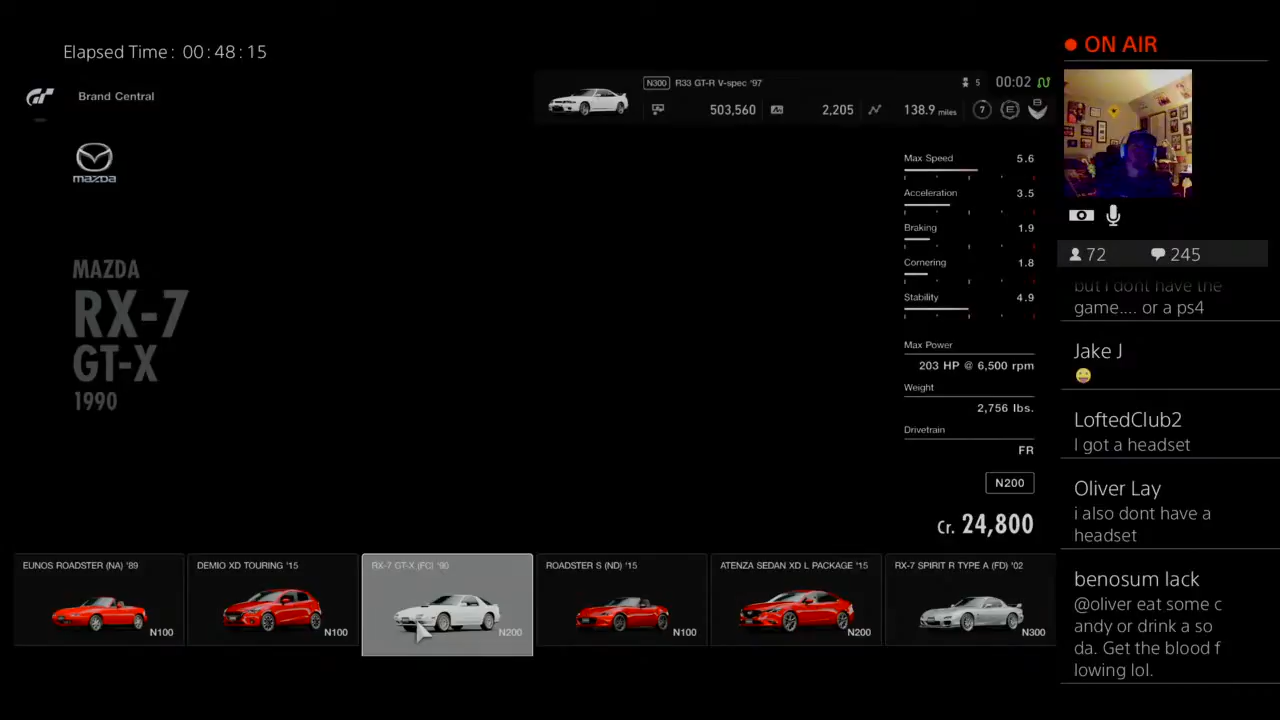 Elapsed Time: 00:48:15
ON AIR
Brand Central
N300 R33 GT-R V-spec '97
5 00:02
503,560 2,205 138.9 miles 7 E B
mazda
MAZDA
RX-7
GT-X
1990
Max Speed 5.6
Acceleration 3.5
Braking 1.9
Cornering 1.8
Stability 4.9
Max Power
203 HP @ 6,500 rpm
Weight
2,756 lbs.
Drivetrain
FR
N200
Cr. 24,800
EUNOS ROADSTER (NA) '89
N100
DEMIO XD TOURING '15
N100
RX-7 GT-X (FC) '90
N200
ROADSTER S (ND) '15
N100
ATENZA SEDAN XD L PACKAGE '15
N200
RX-7 SPIRIT R TYPE A (FD) '02
N300
72 245
but i dont have the
game.... or a ps4
Jake J
LoftedClub2
I got a headset
Oliver Lay
i also dont have a
headset
benosum lack
@oliver eat some c
andy or drink a so
da. Get the blood f
lowing lol.